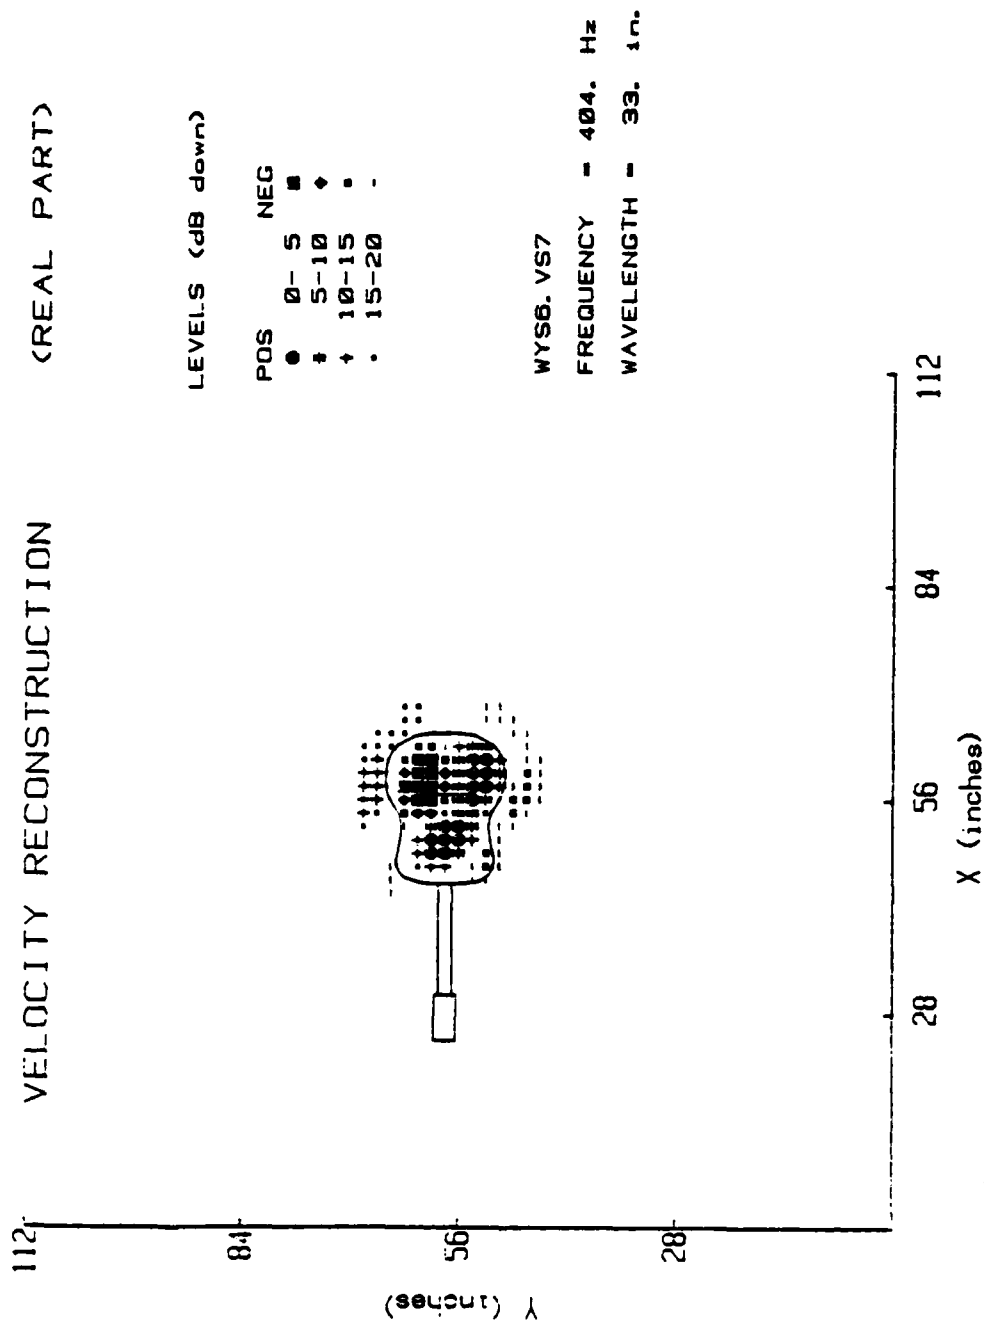 VELOCITY RECONSTRUCTION (REAL PART)
LEVELS (dB down)
POS NEG
0- 5
5-10
10-15
15-20
WYS6.VS7
FREQUENCY = 404. Hz
WAVELENGTH = 33. in.
Y (inches)
112
84
56
28
28
56
84
112
X (inches)